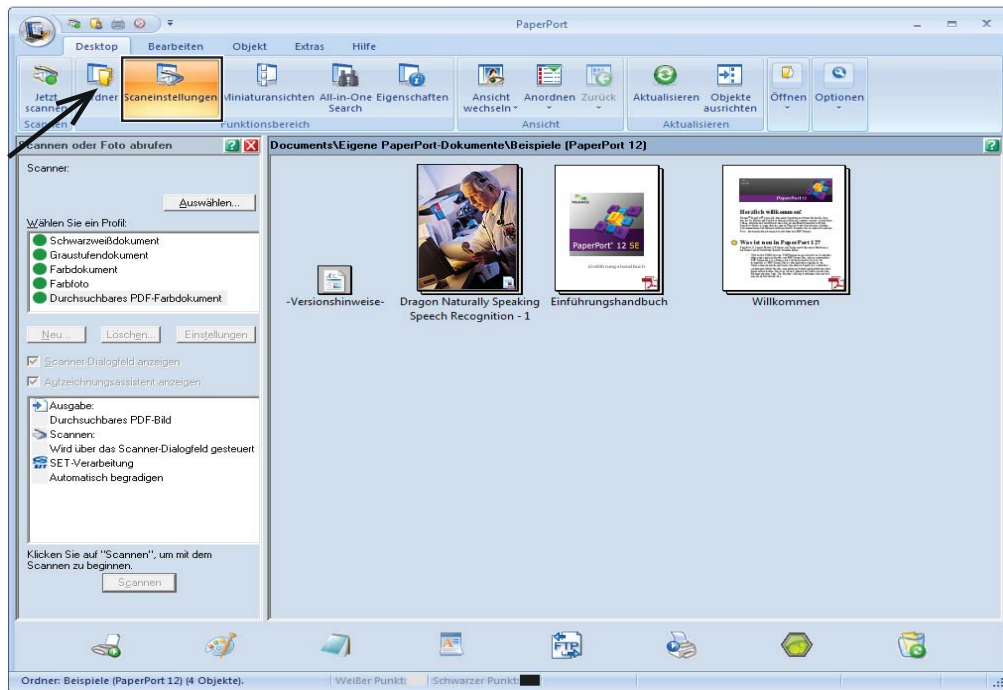 PaperPort
Desktop Bearbeiten Objekt Extras Hilfe
Jetzt scannen
Scaneinstellungen
Miniaturansichten
All-in-One Search
Eigenschaften
Ansicht wechseln
Anordnen
Zurück
Aktualisieren
Objekte ausrichten
Öffnen
Optionen
Scannen
Funktionsbereich
Ansicht
Aktualisieren
Scannen oder Foto abrufen
Documents\Eigene PaperPort-Dokumente\Beispiele (PaperPort 12)
Scanner:
Auswählen...
Wählen Sie ein Profil:
Schwarzweißdokument
Graustufendokument
Farbdokument
Farbfoto
Durchsuchbares PDF-Farbdokument
Neu... Löschen... Einstellungen
Scanner-Dialogfeld anzeigen
Aufzeichnungsassistent anzeigen
Ausgabe:
Durchsuchbares PDF-Bild
Scannen:
Wird über das Scanner-Dialogfeld gesteuert
SET-Verarbeitung
Automatisch begradigen
Klicken Sie auf "Scannen", um mit dem
Scannen zu beginnen.
Scannen
-Versionshinweise-
Dragon Naturally Speaking
Speech Recognition - 1
PaperPort 12 SE
Einführungshandbuch
Einführungshandbuch
PaperPort 12
Herzlich willkommen!
Was ist neu in PaperPort 12?
Willkommen
FTP
Ordner: Beispiele (PaperPort 12) (4 Objekte).
Weißer Punkt:
Schwarzer Punkt: